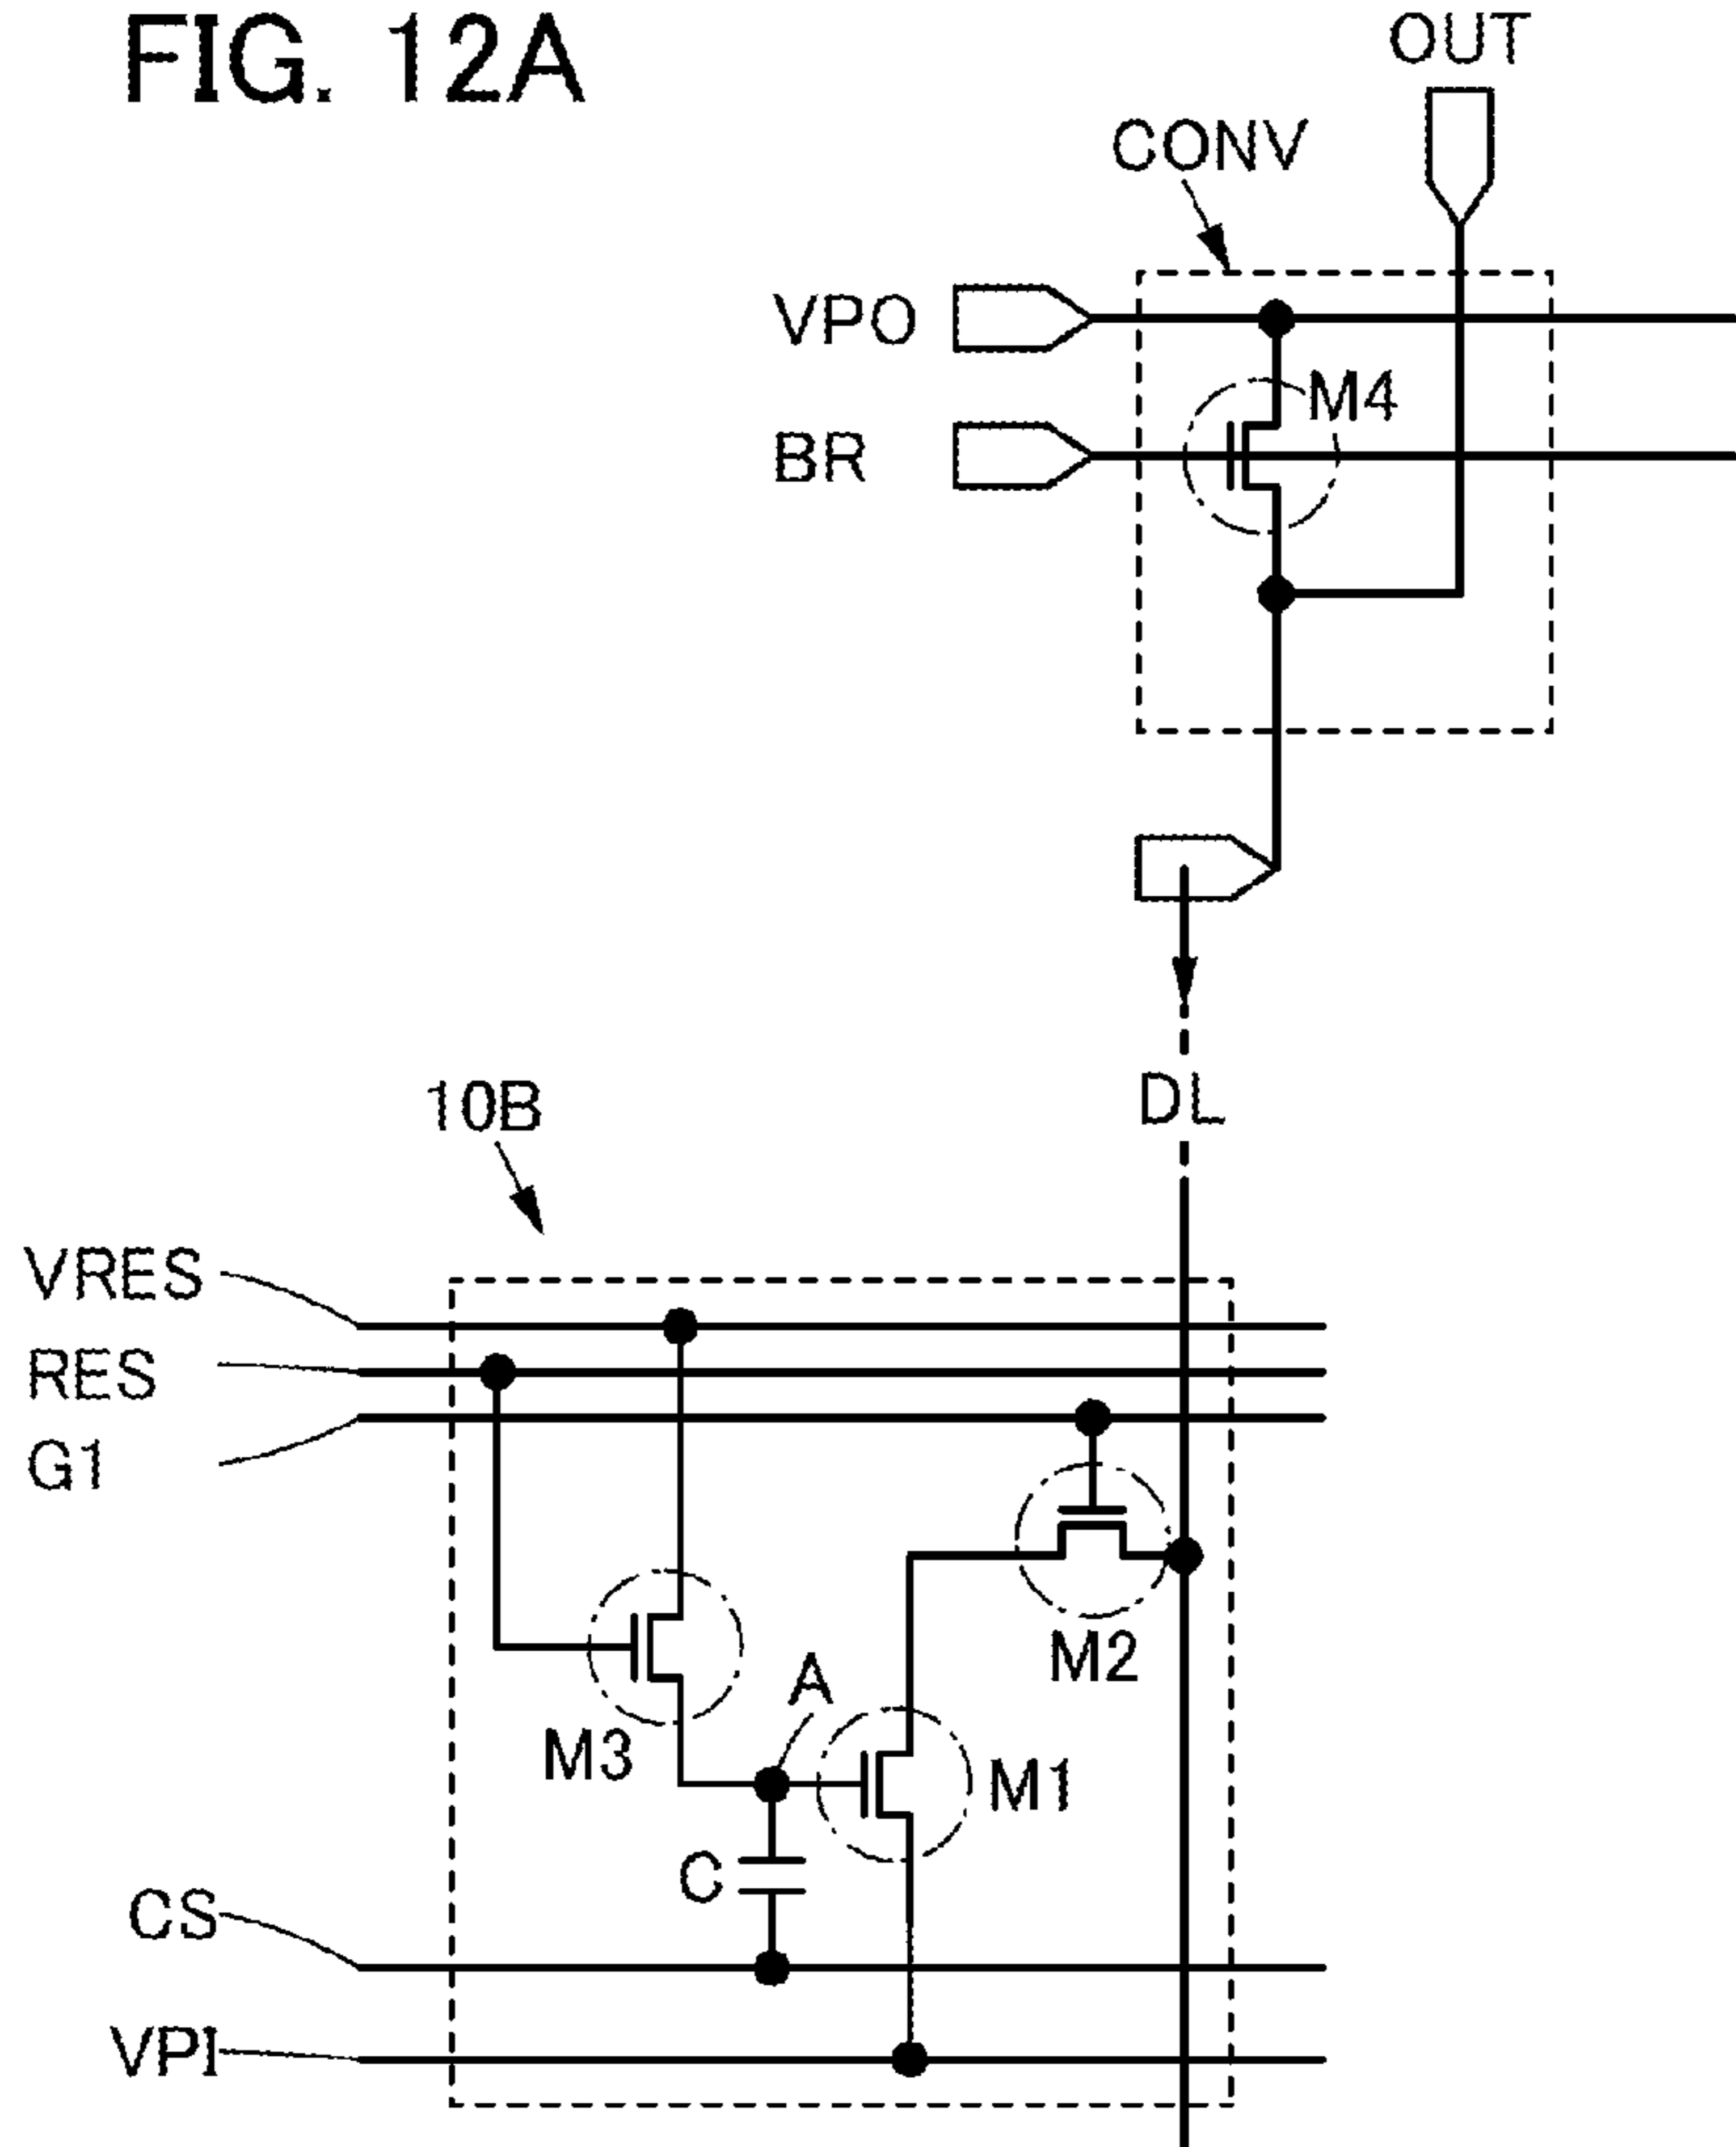 FIG. 12A
OUT
CONV
VPO
M4
BR
DL
10B
VRES
RES
G1
M2
A
M3
M1
C
CS
VPI